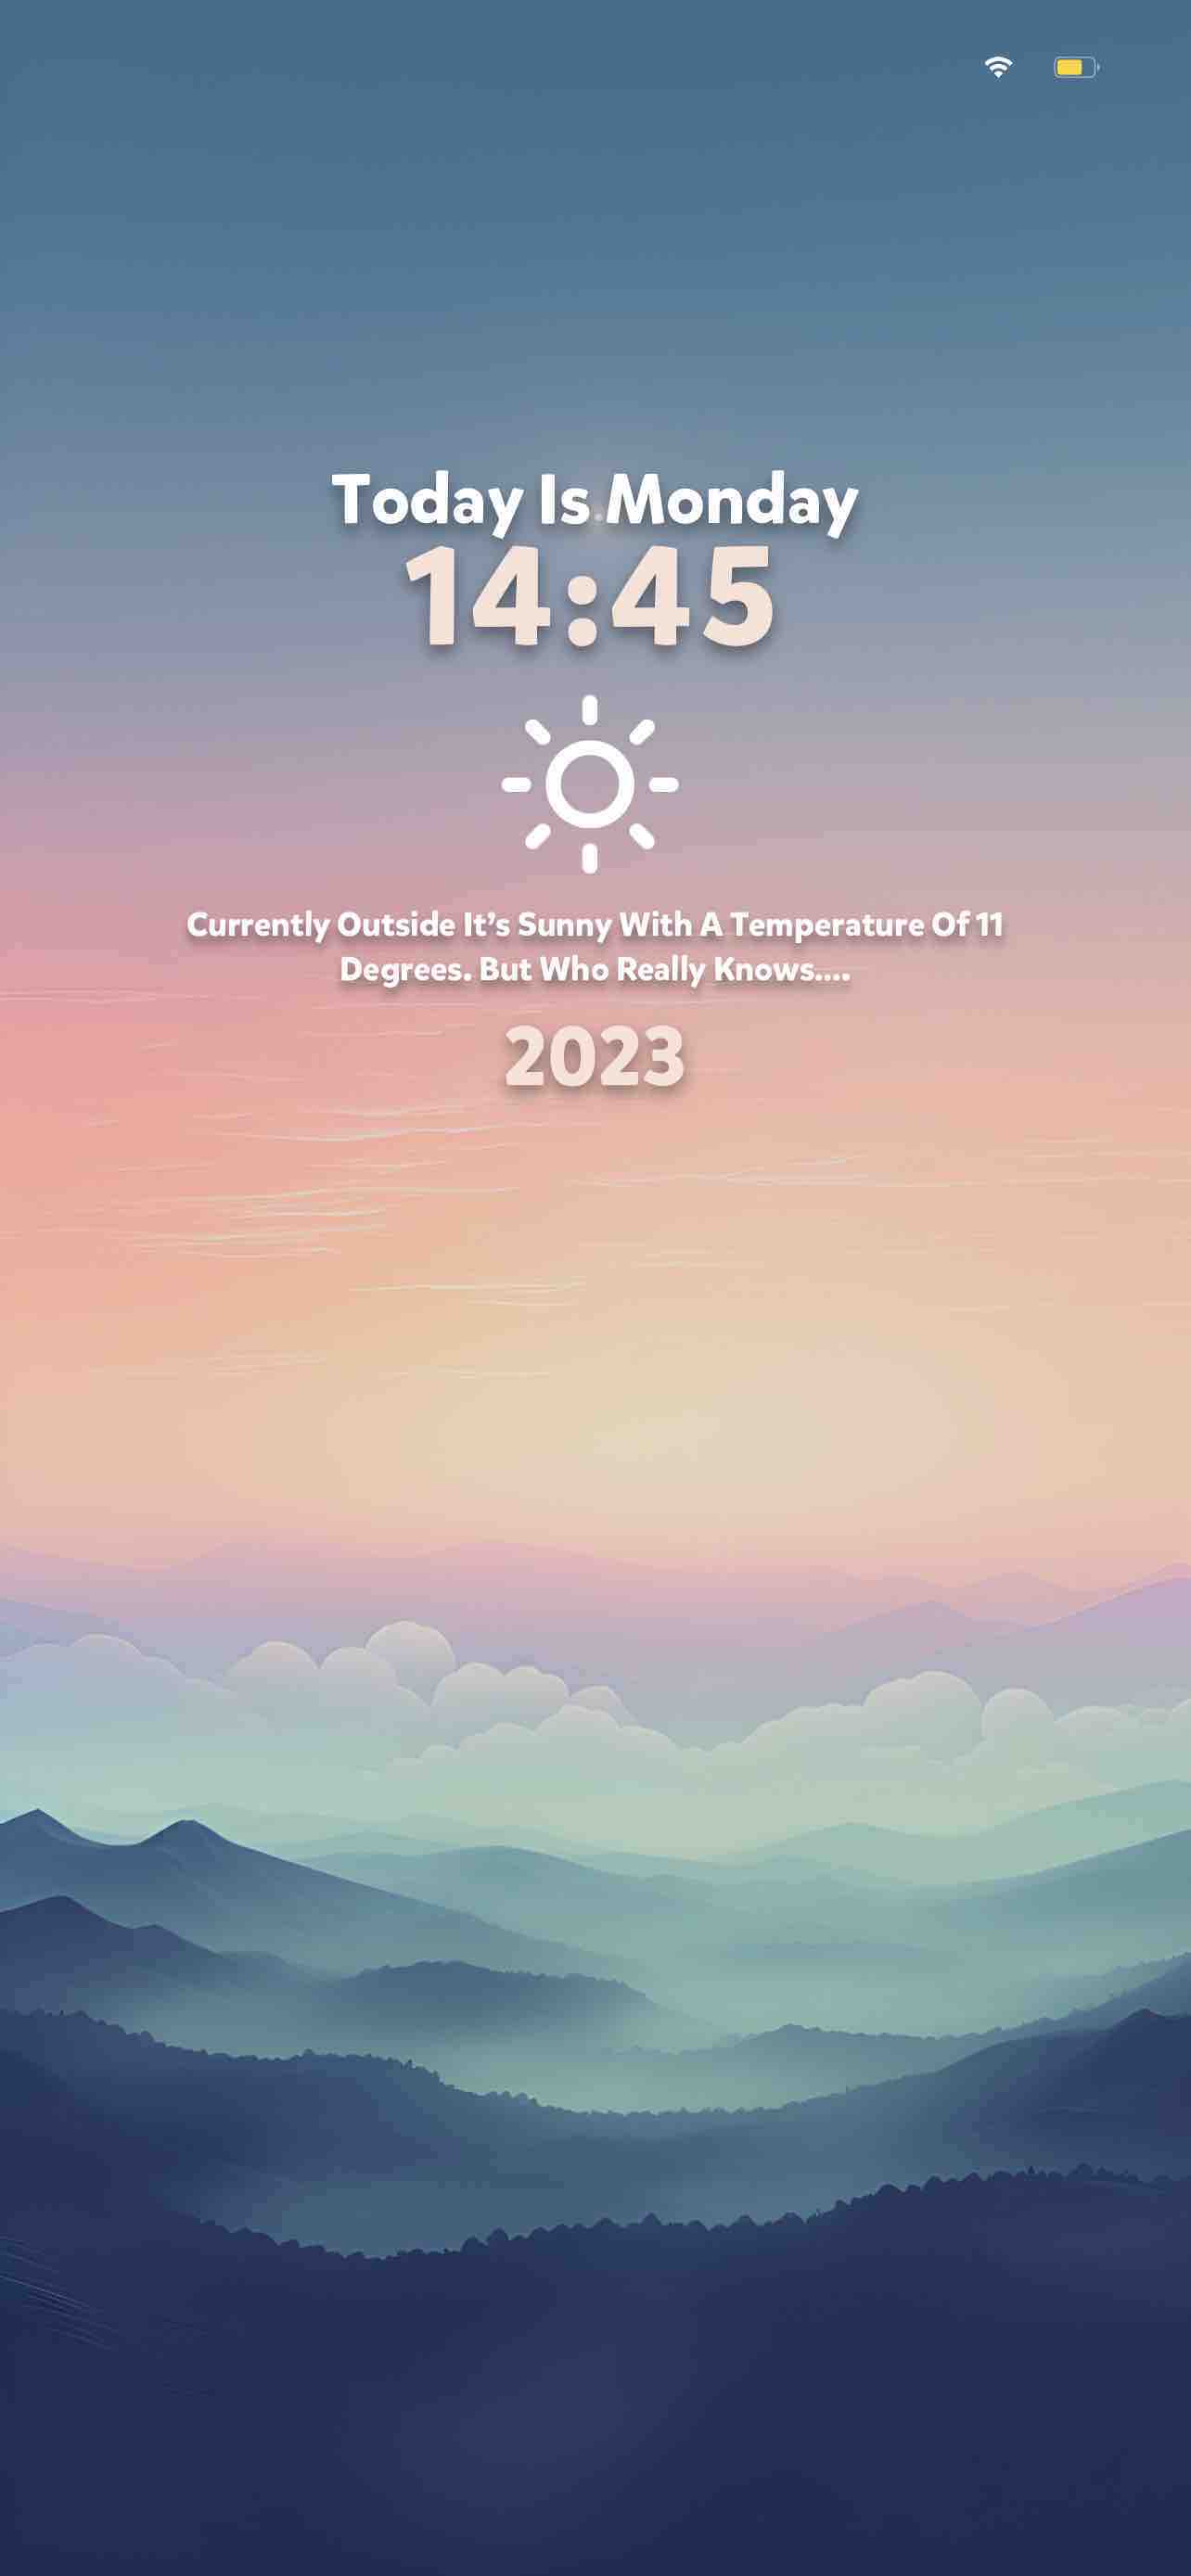 Today Is Monday
14:45
Currently Outside It’s Sunny With A Temperature Of 11
Degrees. But Who Really Knows....
2023